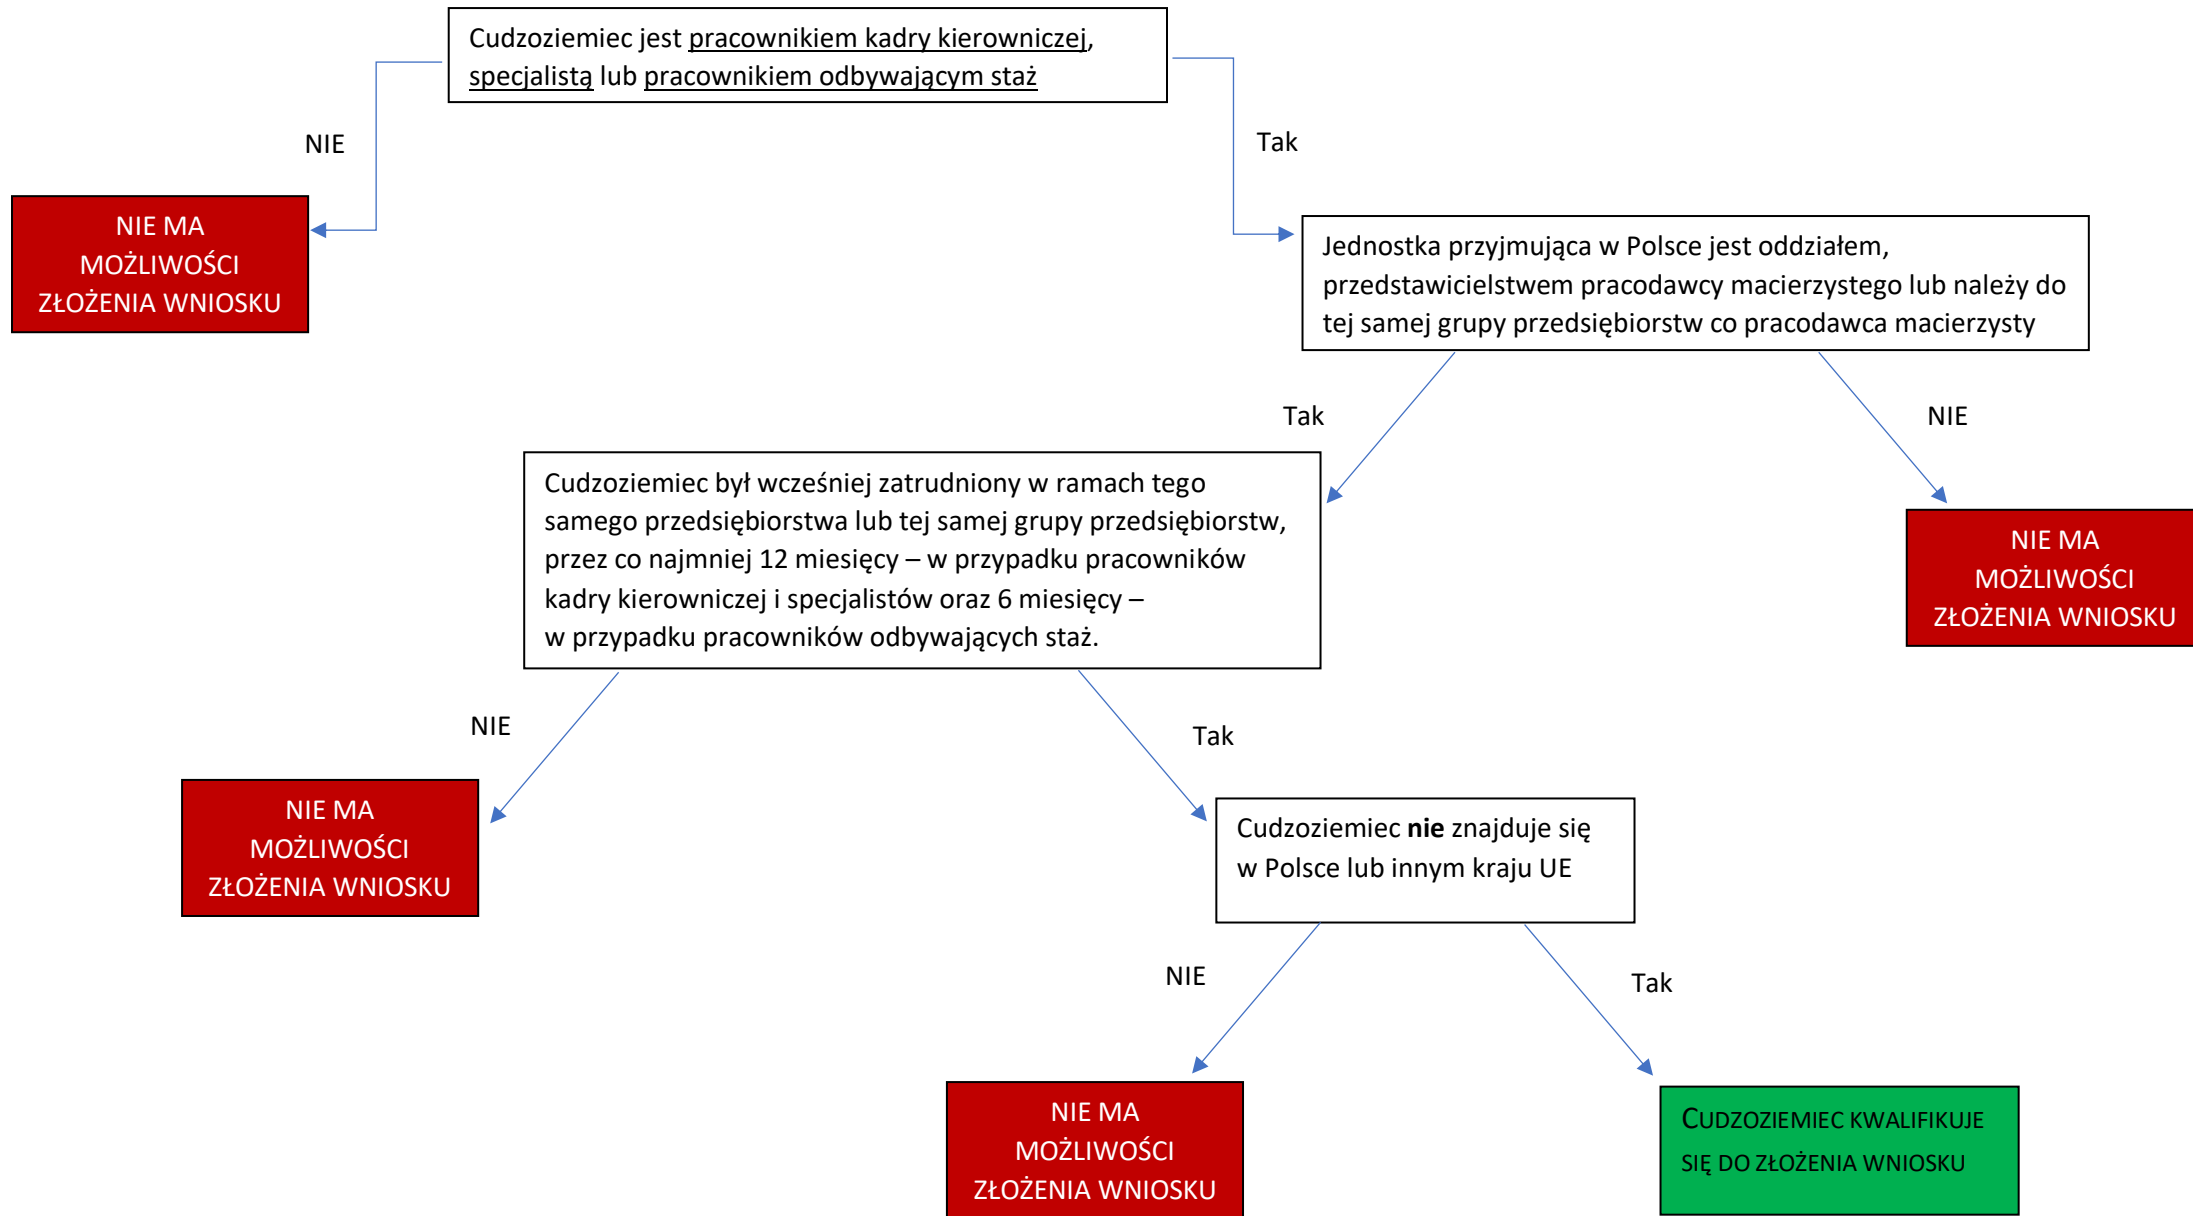 Cudzoziemiec jest pracownikiem kadry kierowniczej,
specjalistą lub pracownikiem odbywającym staż
NIE
Tak
NIE MA
MOŻLIWOŚCI
ZŁOŻENIA WNIOSKU
Jednostka przyjmująca w Polsce jest oddziałem,
przedstawicielstwem pracodawcy macierzystego lub należy do
tej samej grupy przedsiębiorstw co pracodawca macierzysty
Tak
NIE
Cudzoziemiec był wcześniej zatrudniony w ramach tego
samego przedsiębiorstwa lub tej samej grupy przedsiębiorstw,
przez co najmniej 12 miesięcy – w przypadku pracowników
kadry kierowniczej i specjalistów oraz 6 miesięcy –
w przypadku pracowników odbywających staż.
NIE MA
MOŻLIWOŚCI
ZŁOŻENIA WNIOSKU
NIE
Tak
NIE MA
MOŻLIWOŚCI
ZŁOŻENIA WNIOSKU
Cudzoziemiec nie znajduje się
w Polsce lub innym kraju UE
NIE
Tak
NIE MA
MOŻLIWOŚCI
ZŁOŻENIA WNIOSKU
CUDZOZIEMIEC KWALIFIKUJE
SIĘ DO ZŁOŻENIA WNIOSKU